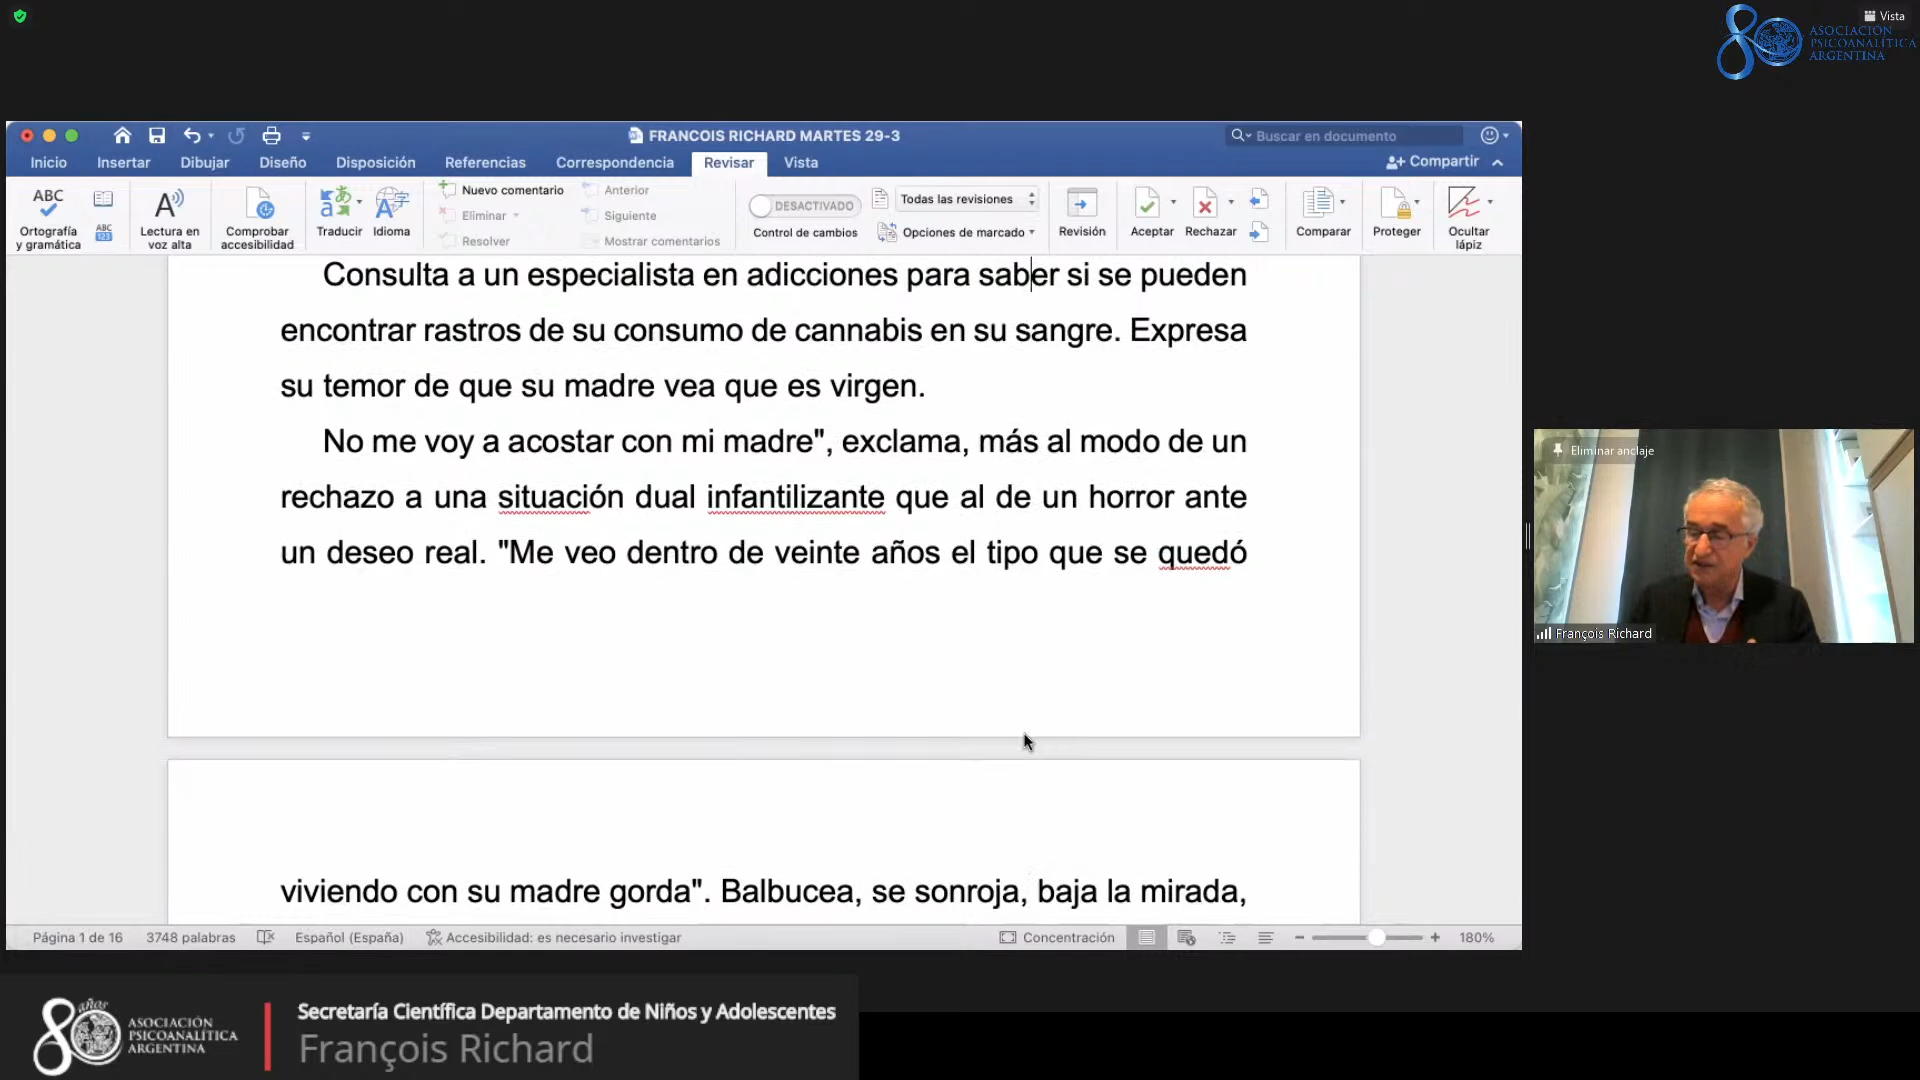 Vista
ASOCIACIÓN
PSICOANALÍTICA
ARGENTINA
FRANCOIS RICHARD MARTES 29-3
Buscar en documento
Inicio
Insertar
Dibujar
Diseño
Disposición
Referencias
Correspondencia
Revisar
Vista
Compartir
ABC
Ortografía
y gramática
ABC
123
Lectura en
voz alta
Comprobar
accesibilidad
Traducir
Idioma
Nuevo comentario
Eliminar
Resolver
Anterior
Siguiente
Mostrar comentarios
DESACTIVADO
Control de cambios
Todas las revisiones
Opciones de marcado
Revisión
Aceptar
Rechazar
Comparar
Proteger
Ocultar
lápiz
Consulta a un especialista en adicciones para saber si se pueden
encontrar rastros de su consumo de cannabis en su sangre. Expresa
su temor de que su madre vea que es virgen.
No me voy a acostar con mi madre", exclama, más al modo de un
rechazo a una situación dual infantilizante que al de un horror ante
un deseo real. "Me veo dentro de veinte años el tipo que se quedó
viviendo con su madre gorda". Balbucea, se sonroja, baja la mirada,
Eliminar anclaje
François Richard
Página 1 de 16
3748 palabras
Español (España)
Accesibilidad: es necesario investigar
Concentración
180%
80 años
ASOCIACIÓN
PSICOANALÍTICA
ARGENTINA
Secretaría Científica Departamento de Niños y Adolescentes
François Richard